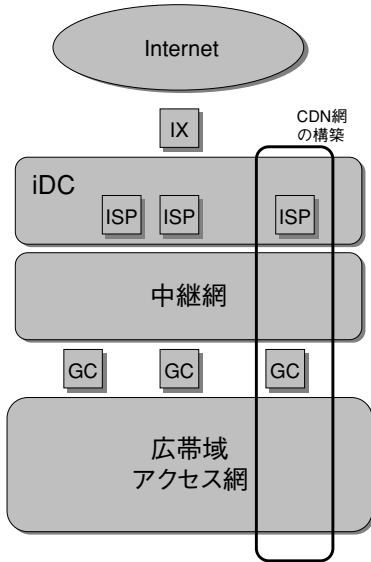 Internet
CDN網
の構築
IX
iDC
ISP ISP ISP
中継網
GC GC GC
広帯域
アクセス網